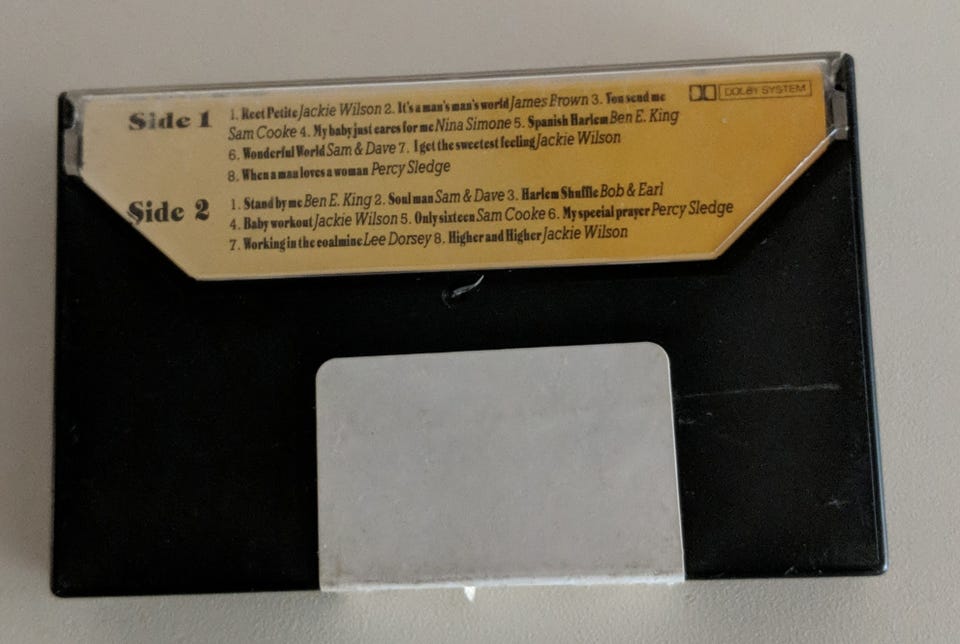 Side 1
1. Reet Petite Jackie Wilson 2. It's a man's man's world James Brown 3. You send me
Sam Cooke 4. My baby just cares for me Nina Simone 5. Spanish Harlem Ben E. King
6. Wonderful World Sam & Dave 7. I get the sweetest feeling Jackie Wilson
8. When a man loves a woman Percy Sledge
DOLBY SYSTEM
Side 2
1. Stand by me Ben E. King 2. Soul man Sam & Dave 3. Harlem Shuffle Bob & Earl
4. Baby workout Jackie Wilson 5. Only sixteen Sam Cooke 6. My special prayer Percy Sledge
7. Working in the coalmine Lee Dorsey 8. Higher and Higher Jackie Wilson